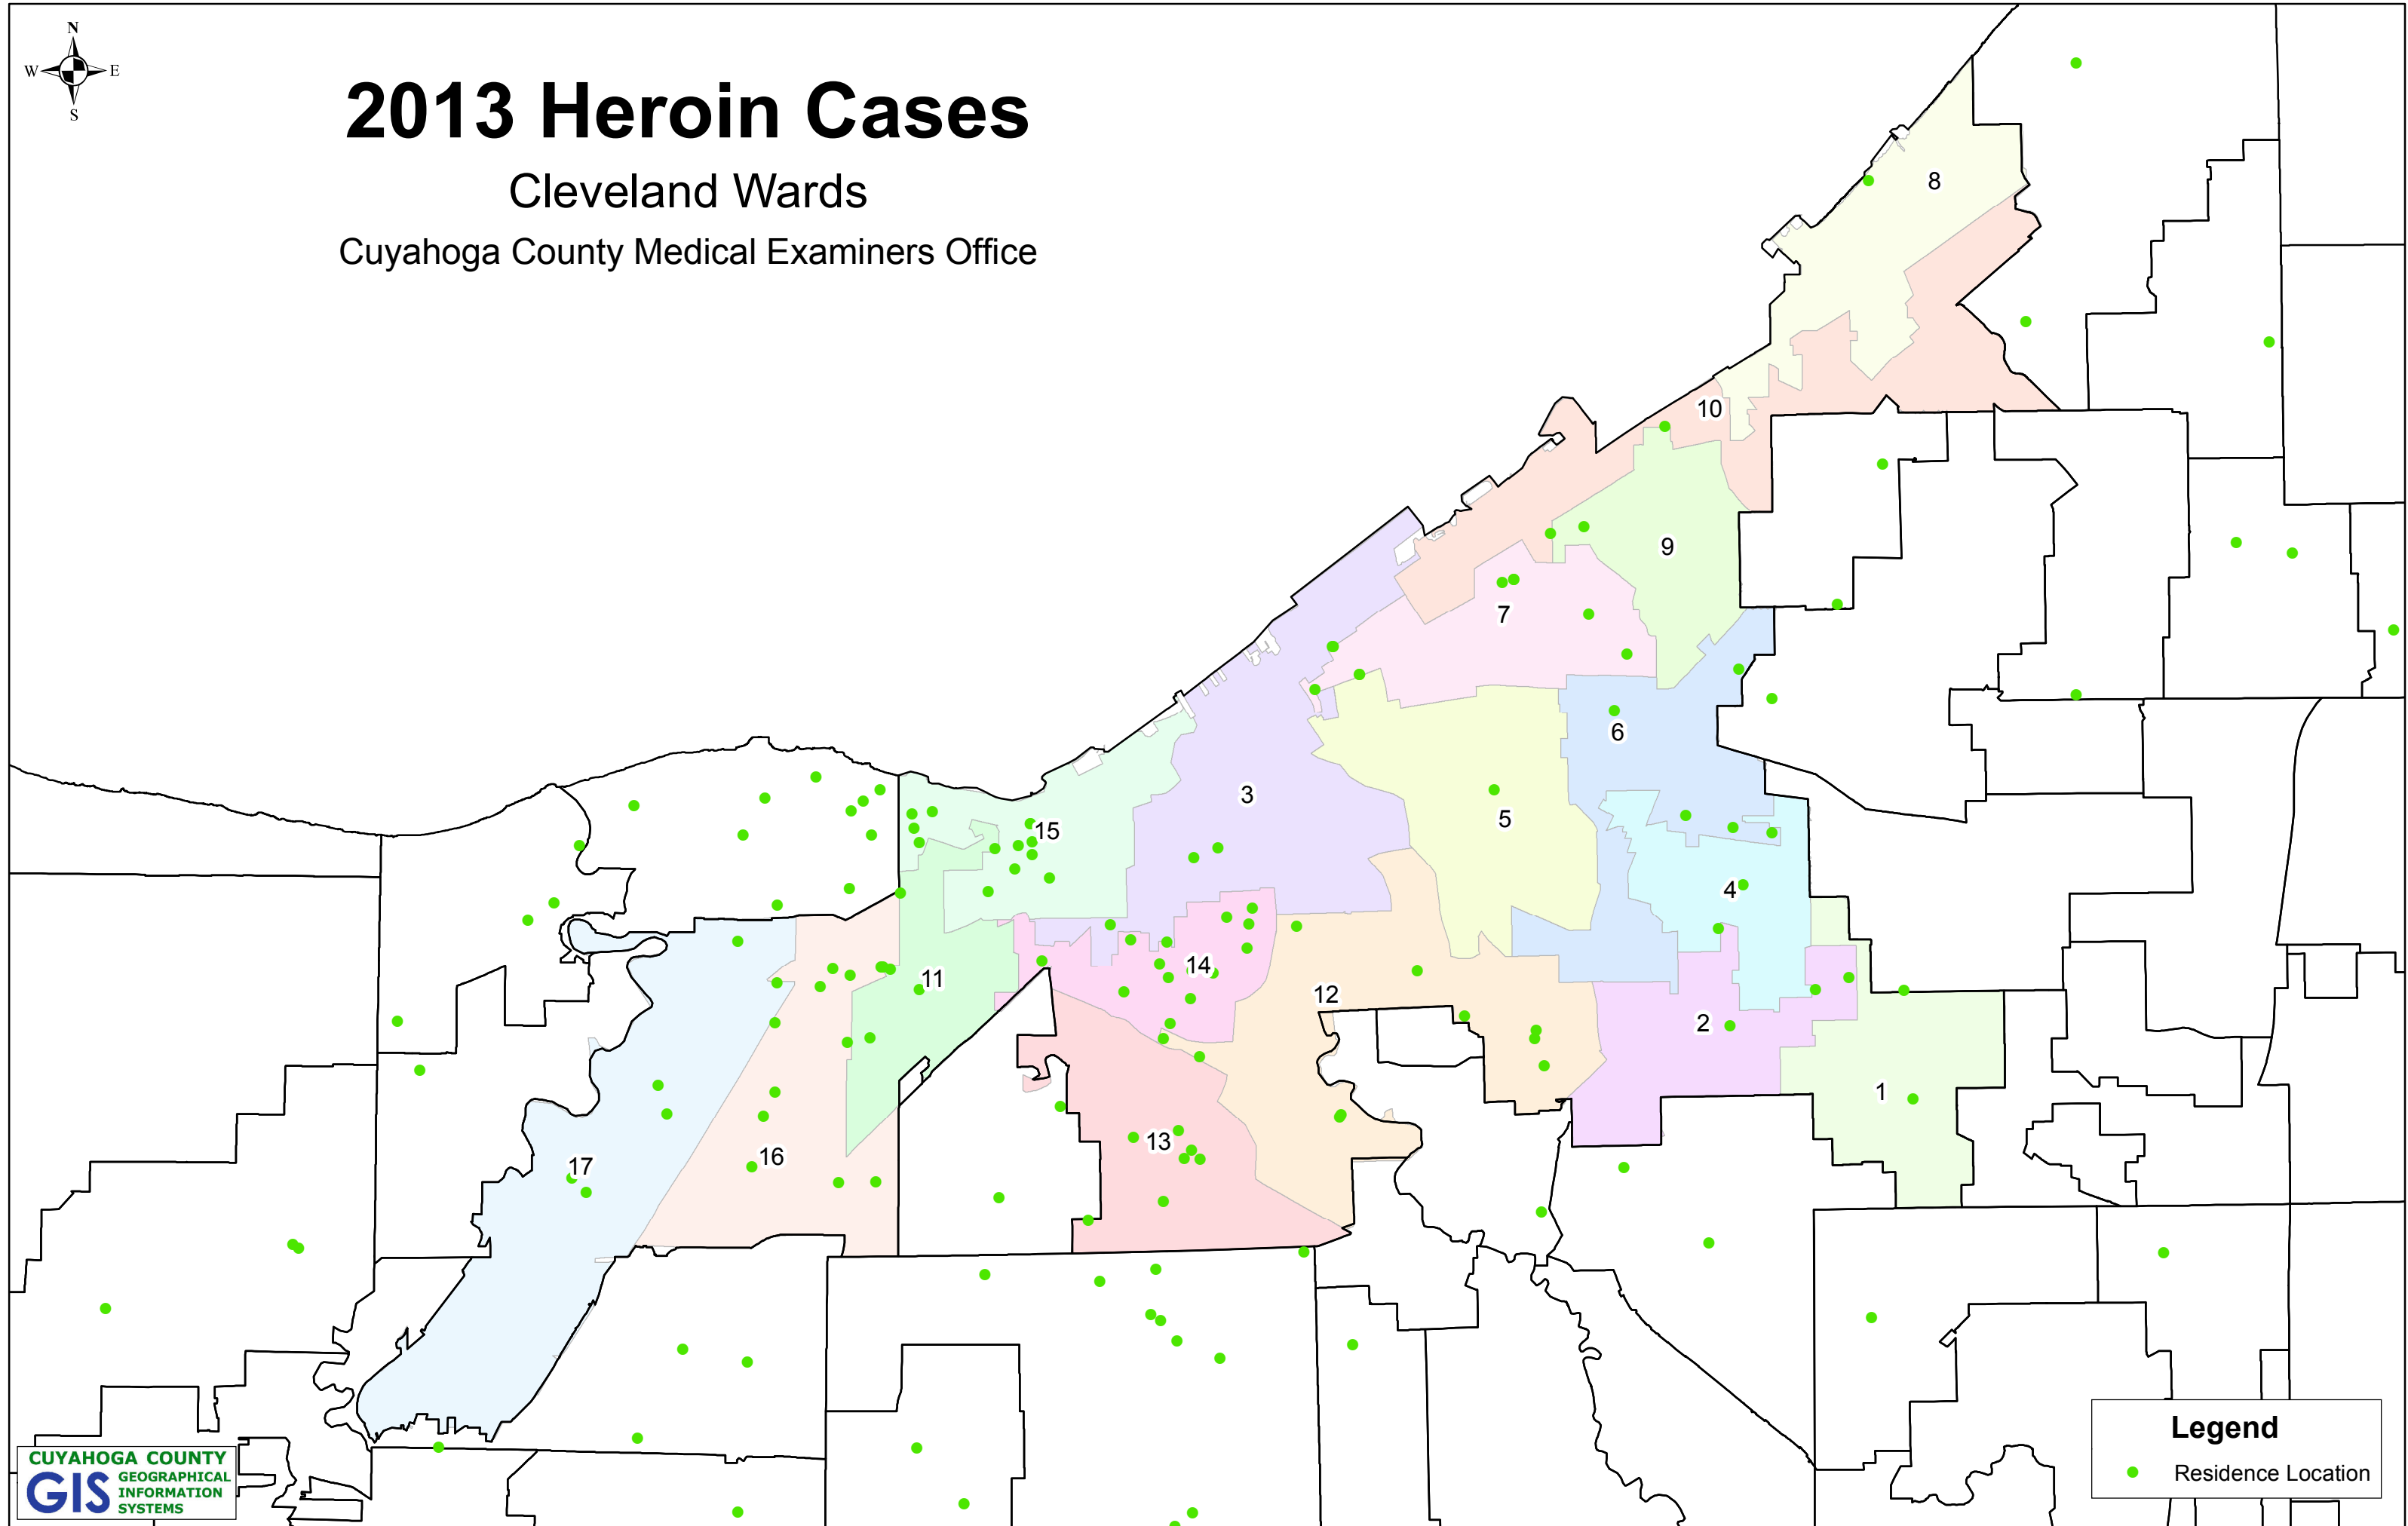 N
W E
S
2013 Heroin Cases
Cleveland Wards
Cuyahoga County Medical Examiners Office
8
10
9
7
6
3
5
15
4
14
11
12
2
1
13
16
17
CUYAHOGA COUNTY
GIS
GEOGRAPHICAL
INFORMATION
SYSTEMS
Legend
Residence Location